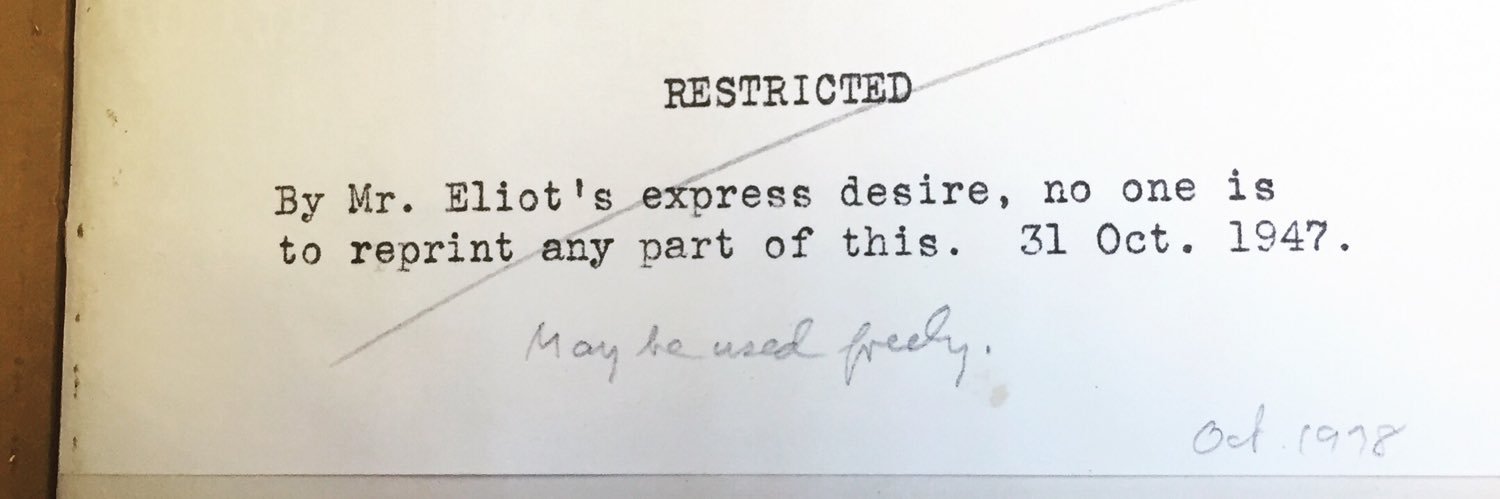 RESTRICTED
By Mr. Eliot's express desire, no one is
to reprint any part of this. 31 Oct. 1947.
May be used freely.
Oct. 1978